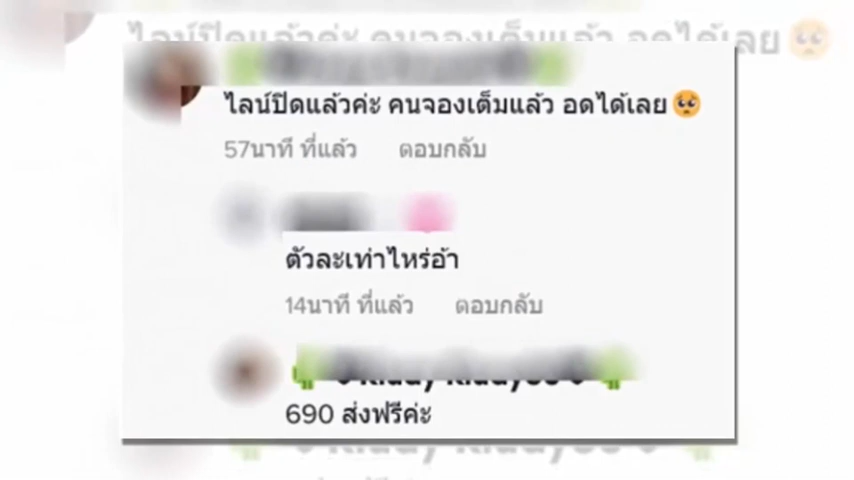 ไลน์ปิดแล้วค่ะ คนจองเต็มแล้ว อดได้เลย🥺
57นาที ที่แล้ว ตอบกลับ
ตัวละเท่าไหร่อ้า
14นาที ที่แล้ว ตอบกลับ
690 ส่งฟรีค่ะ